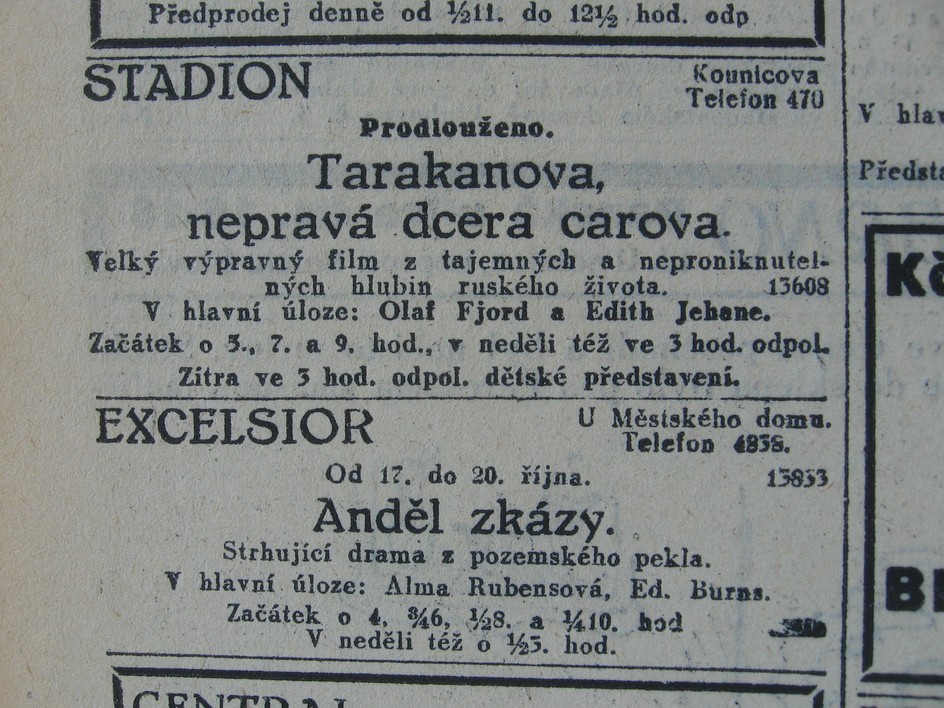 Předprodej denně od ½11. do 12½ hod. odp.
STADION
Kounicova
Telefon 470
Prodlouženo.
Tarakanova,
nepravá dcera carova.
Velký výpravný film z tajemných a neproniknutel-
ných hlubin ruského života. 13608
V hlavní úloze: Olaf Fjord a Edith Jehane.
Začátek o 5., 7. a 9. hod., v neděli též ve 3 hod. odpol.
Zítra ve 3 hod. odpol. dětské představení.
EXCELSIOR
U Městského domu.
Telefon 4838.
Od 17. do 20. října. 13853
Anděl zkázy.
Strhující drama z pozemského pekla.
V hlavní úloze: Alma Rubensová, Ed. Burns.
Začátek o 4, ¾6, ½8. a ¼10. hod
V neděli též o ½3. hod.
CENTRAL
V hlav
Předsta
Kč